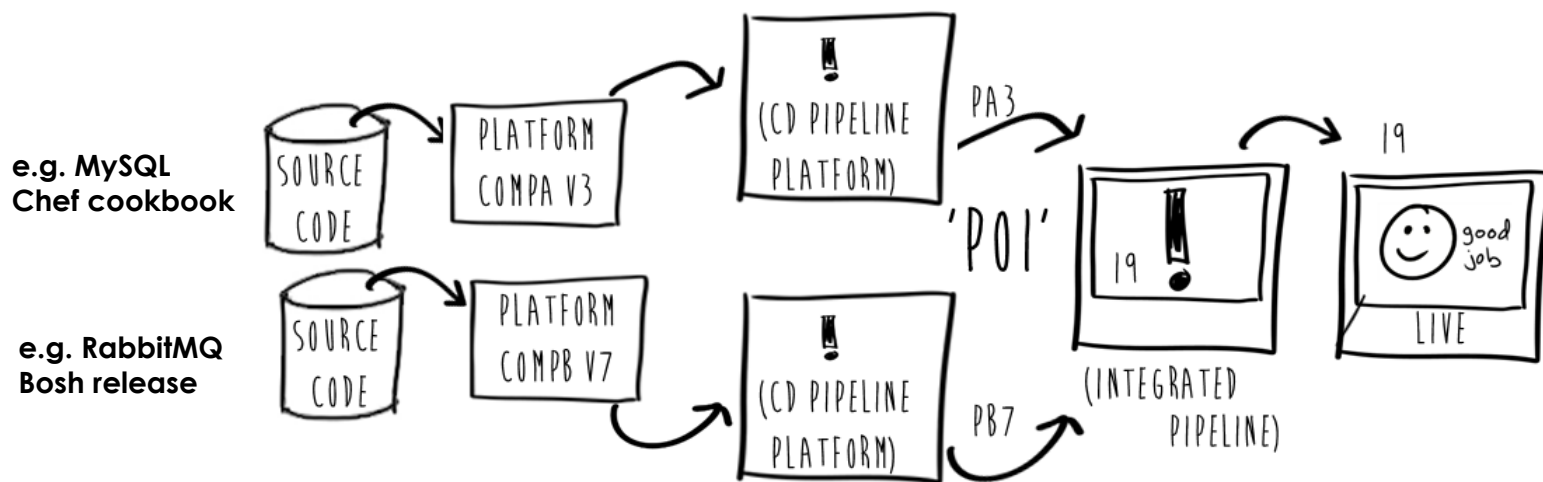 e.g. MySQL
Chef cookbook
SOURCE
CODE
PLATFORM
COMPA V3
!
(CD PIPELINE
PLATFORM)
PA3
'POI'
19
!
(INTEGRATED
PIPELINE)
19
good
job
LIVE
e.g. RabbitMQ
Bosh release
SOURCE
CODE
PLATFORM
COMPB V7
!
(CD PIPELINE
PLATFORM)
PB7